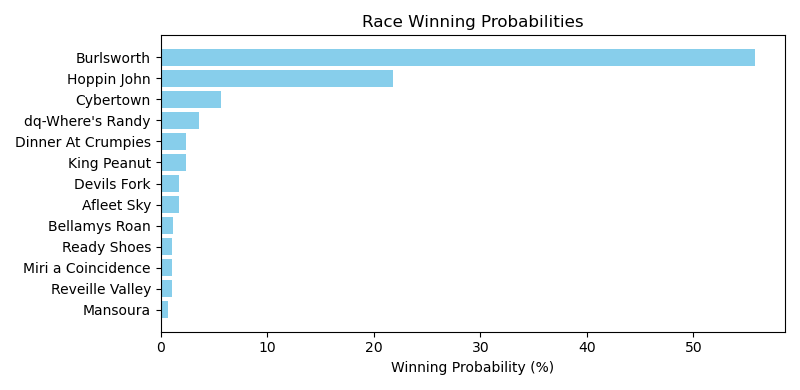 Race Winning Probabilities
Burlsworth
Hoppin John
Cybertown
dq-Where's Randy
Dinner At Crumpies
King Peanut
Devils Fork
Afleet Sky
Bellamys Roan
Ready Shoes
Miri a Coincidence
Reveille Valley
Mansoura
0 10 20 30 40 50
Winning Probability (%)